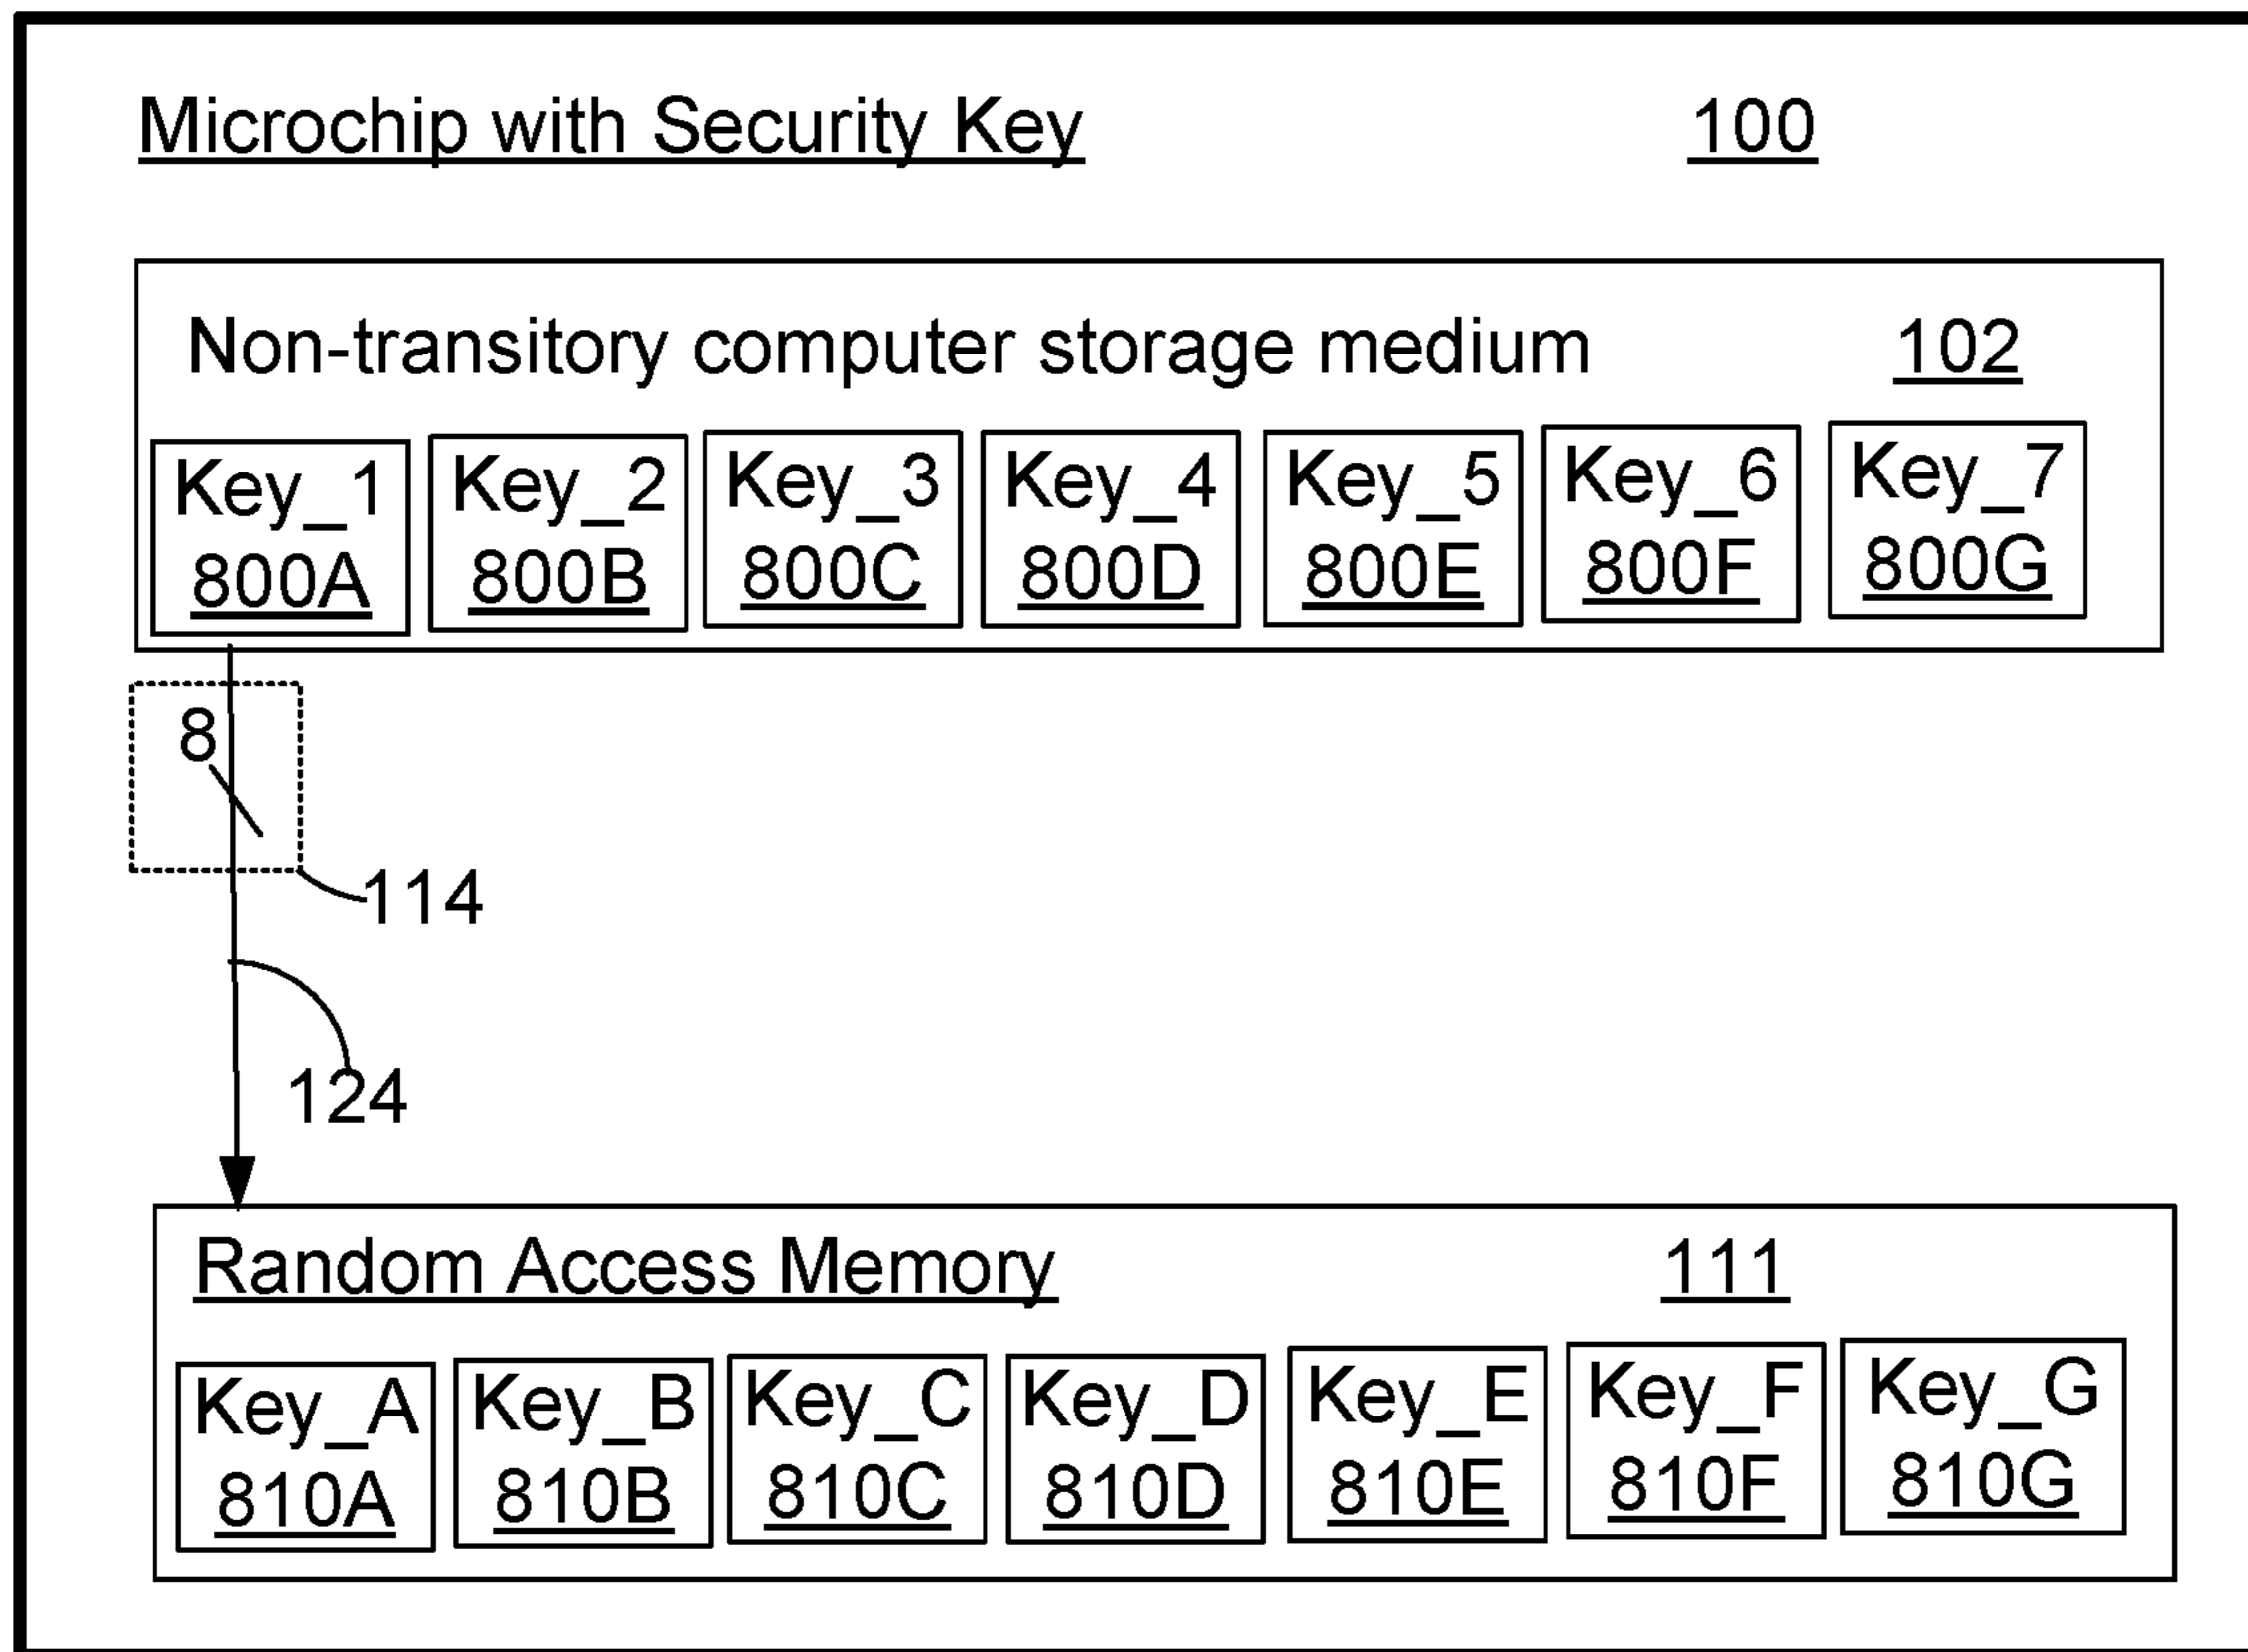 Microchip with Security Key 100
Non-transitory computer storage medium 102
Key_1 Key_2 Key_3 Key_4 Key_5 Key_6 Key_7
800A 800B 800C 800D 800E 800F 800G
8
114
124
Random Access Memory 111
Key_A Key_B Key_C Key_D Key_E Key_F Key_G
810A 810B 810C 810D 810E 810F 810G